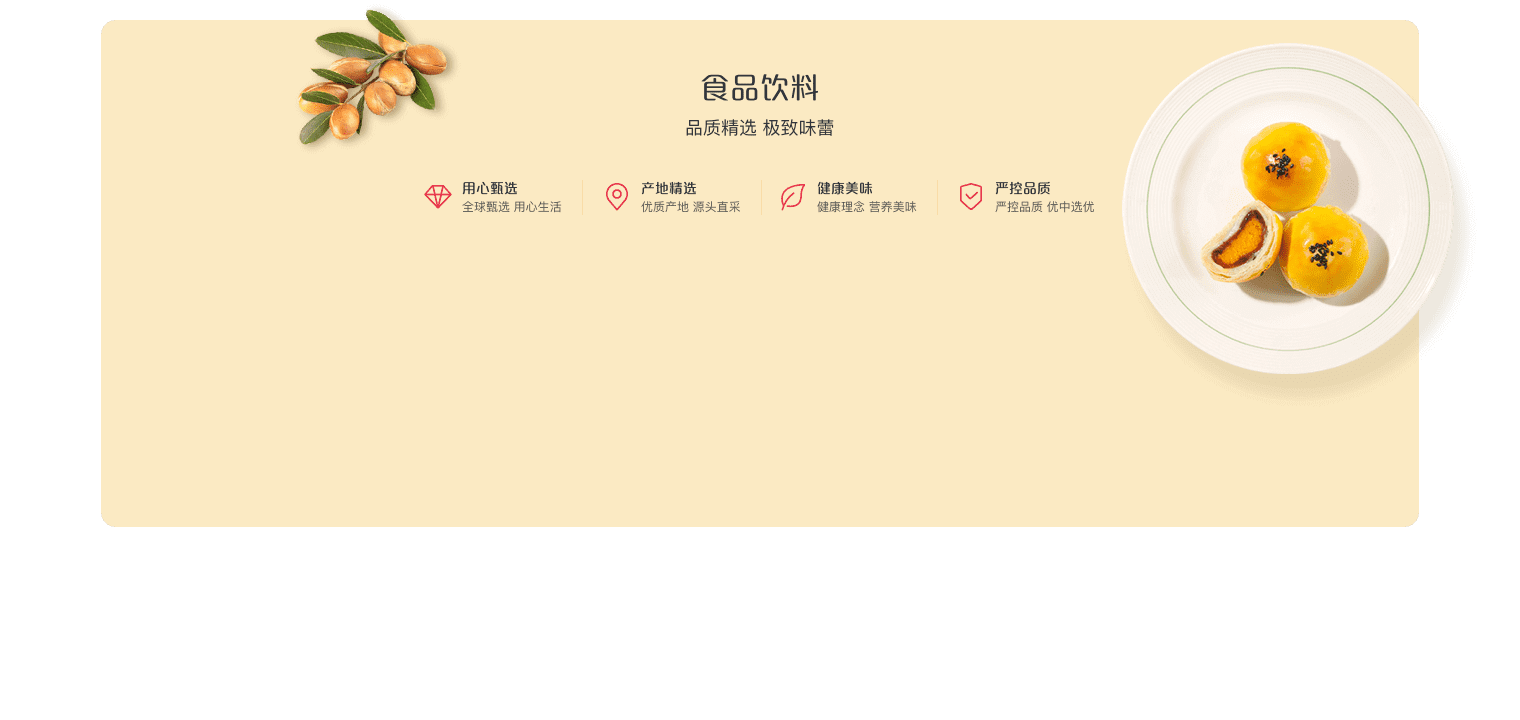 食品饮料
品质精选 极致味蕾
用心甄选
全球甄选 用心生活
产地精选
优质产地 源头直采
健康美味
健康理念 营养美味
严控品质
严控品质 优中选优